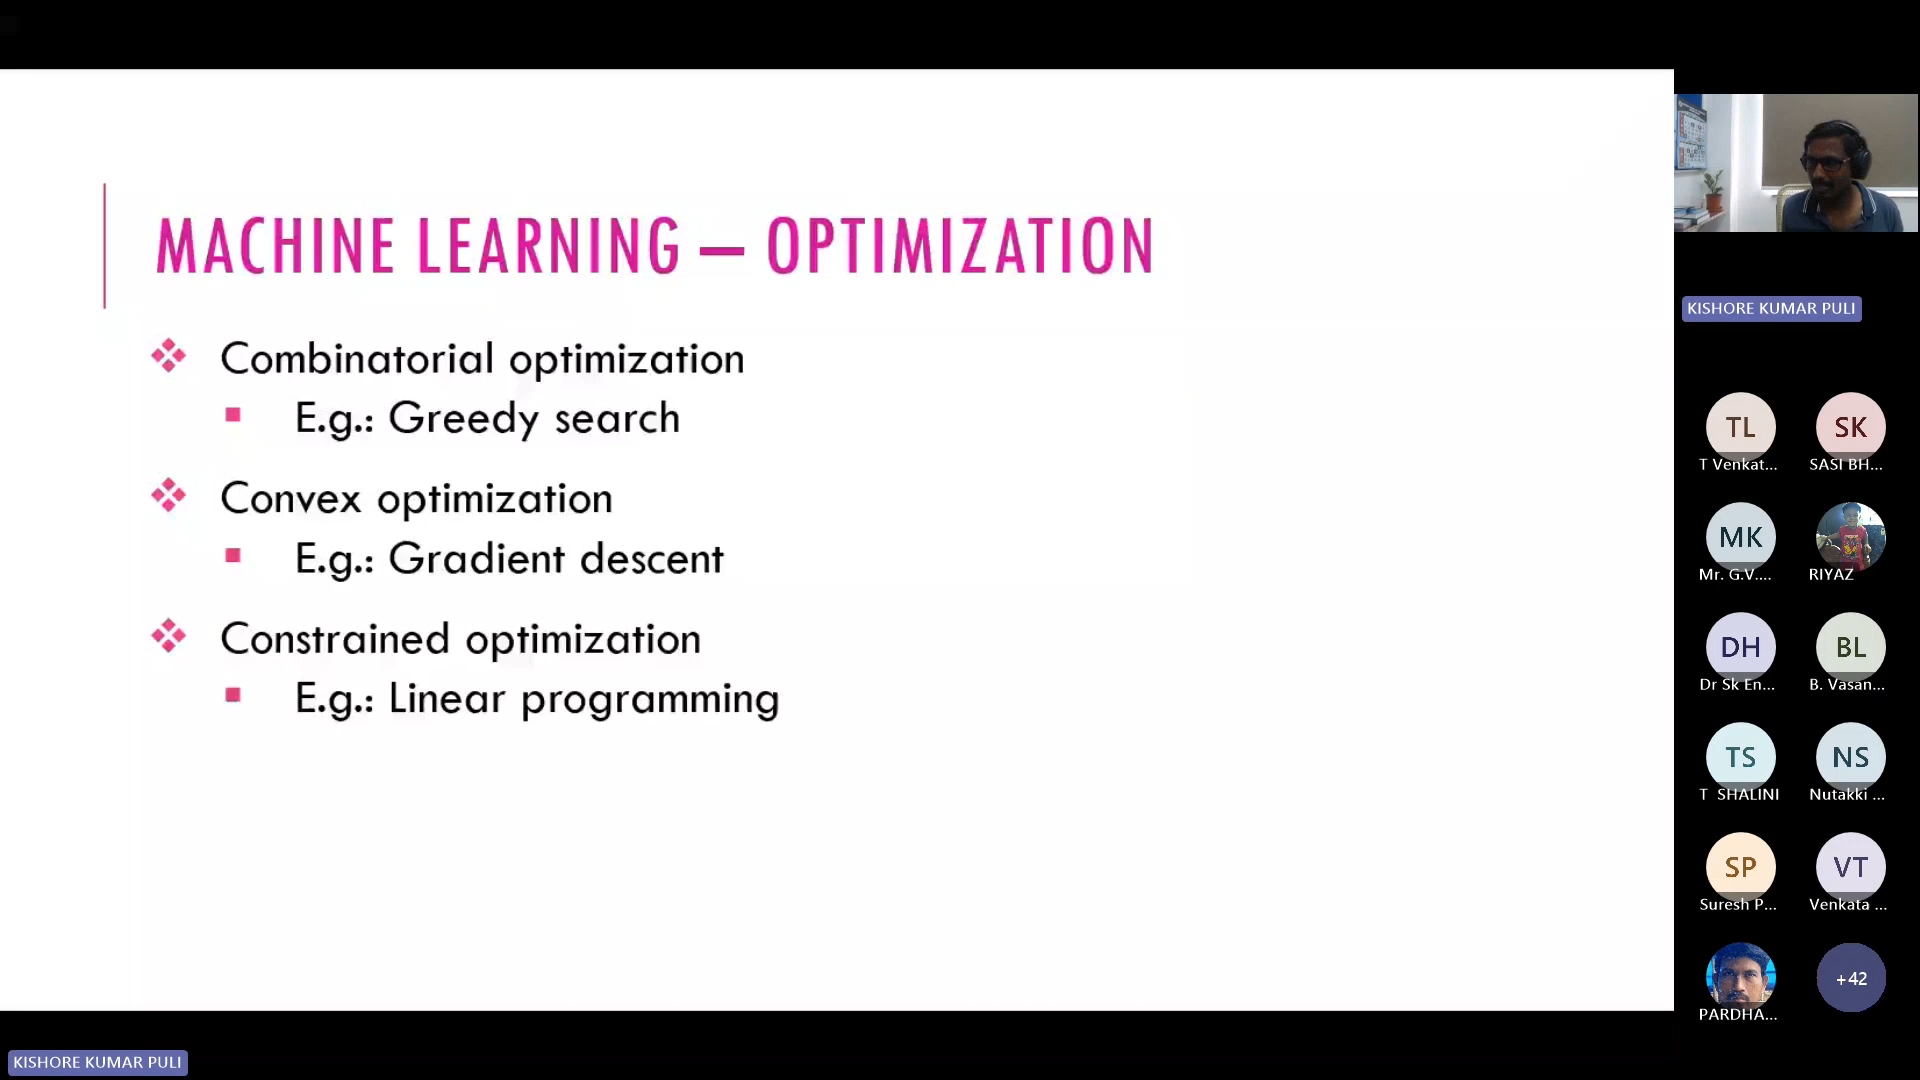 MACHINE LEARNING – OPTIMIZATION
Combinatorial optimization
E.g.: Greedy search
Convex optimization
E.g.: Gradient descent
Constrained optimization
E.g.: Linear programming
KISHORE KUMAR PULI
TL
T Venkat...
SK
SASI BH...
MK
Mr. G.V....
RIYAZ
DH
Dr Sk En...
BL
B. Vasan...
TS
T SHALINI
NS
Nutakki ...
SP
Suresh P...
VT
Venkata ...
PARDHA...
+42
KISHORE KUMAR PULI